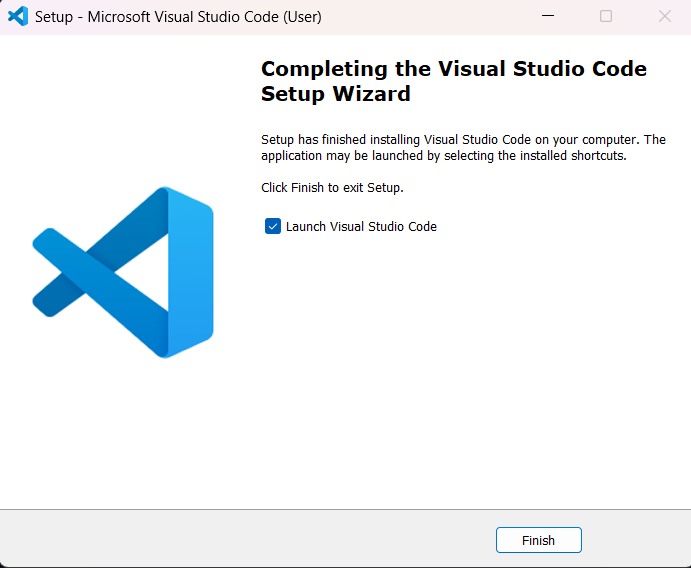 Setup - Microsoft Visual Studio Code (User)
Completing the Visual Studio Code
Setup Wizard
Setup has finished installing Visual Studio Code on your computer. The
application may be launched by selecting the installed shortcuts.
Click Finish to exit Setup.
Launch Visual Studio Code
Finish